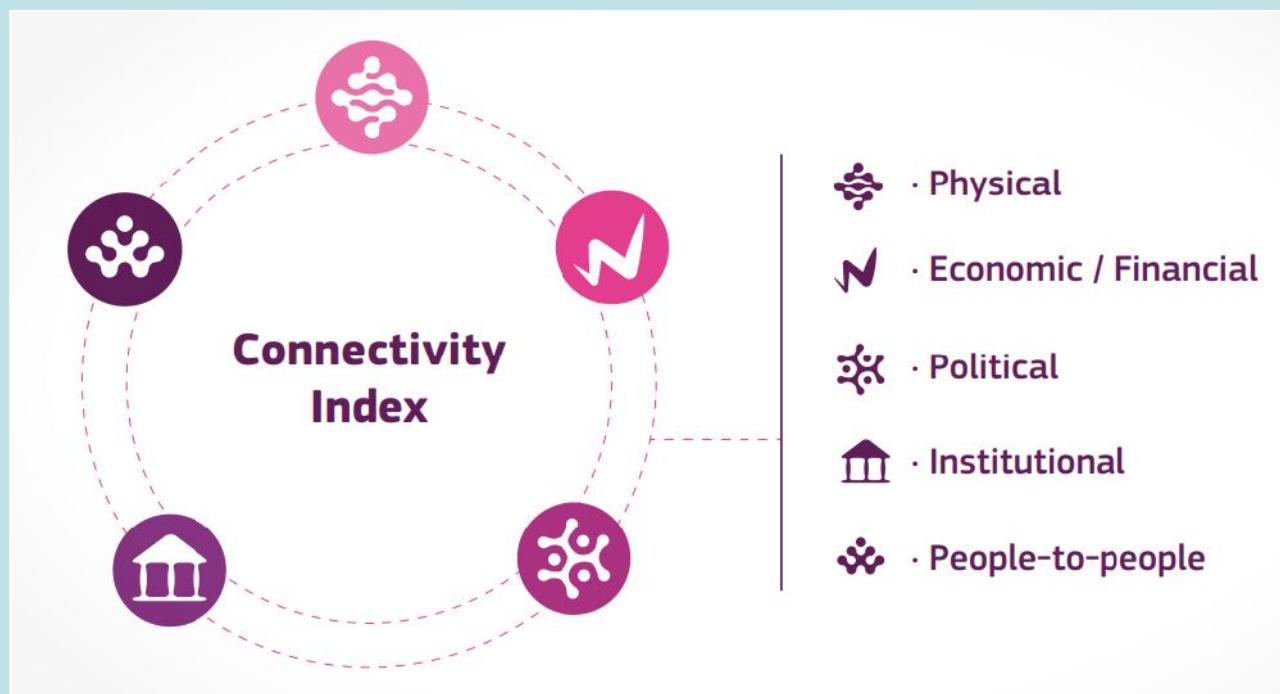 Connectivity
Index
· Physical
· Economic / Financial
· Political
· Institutional
· People-to-people